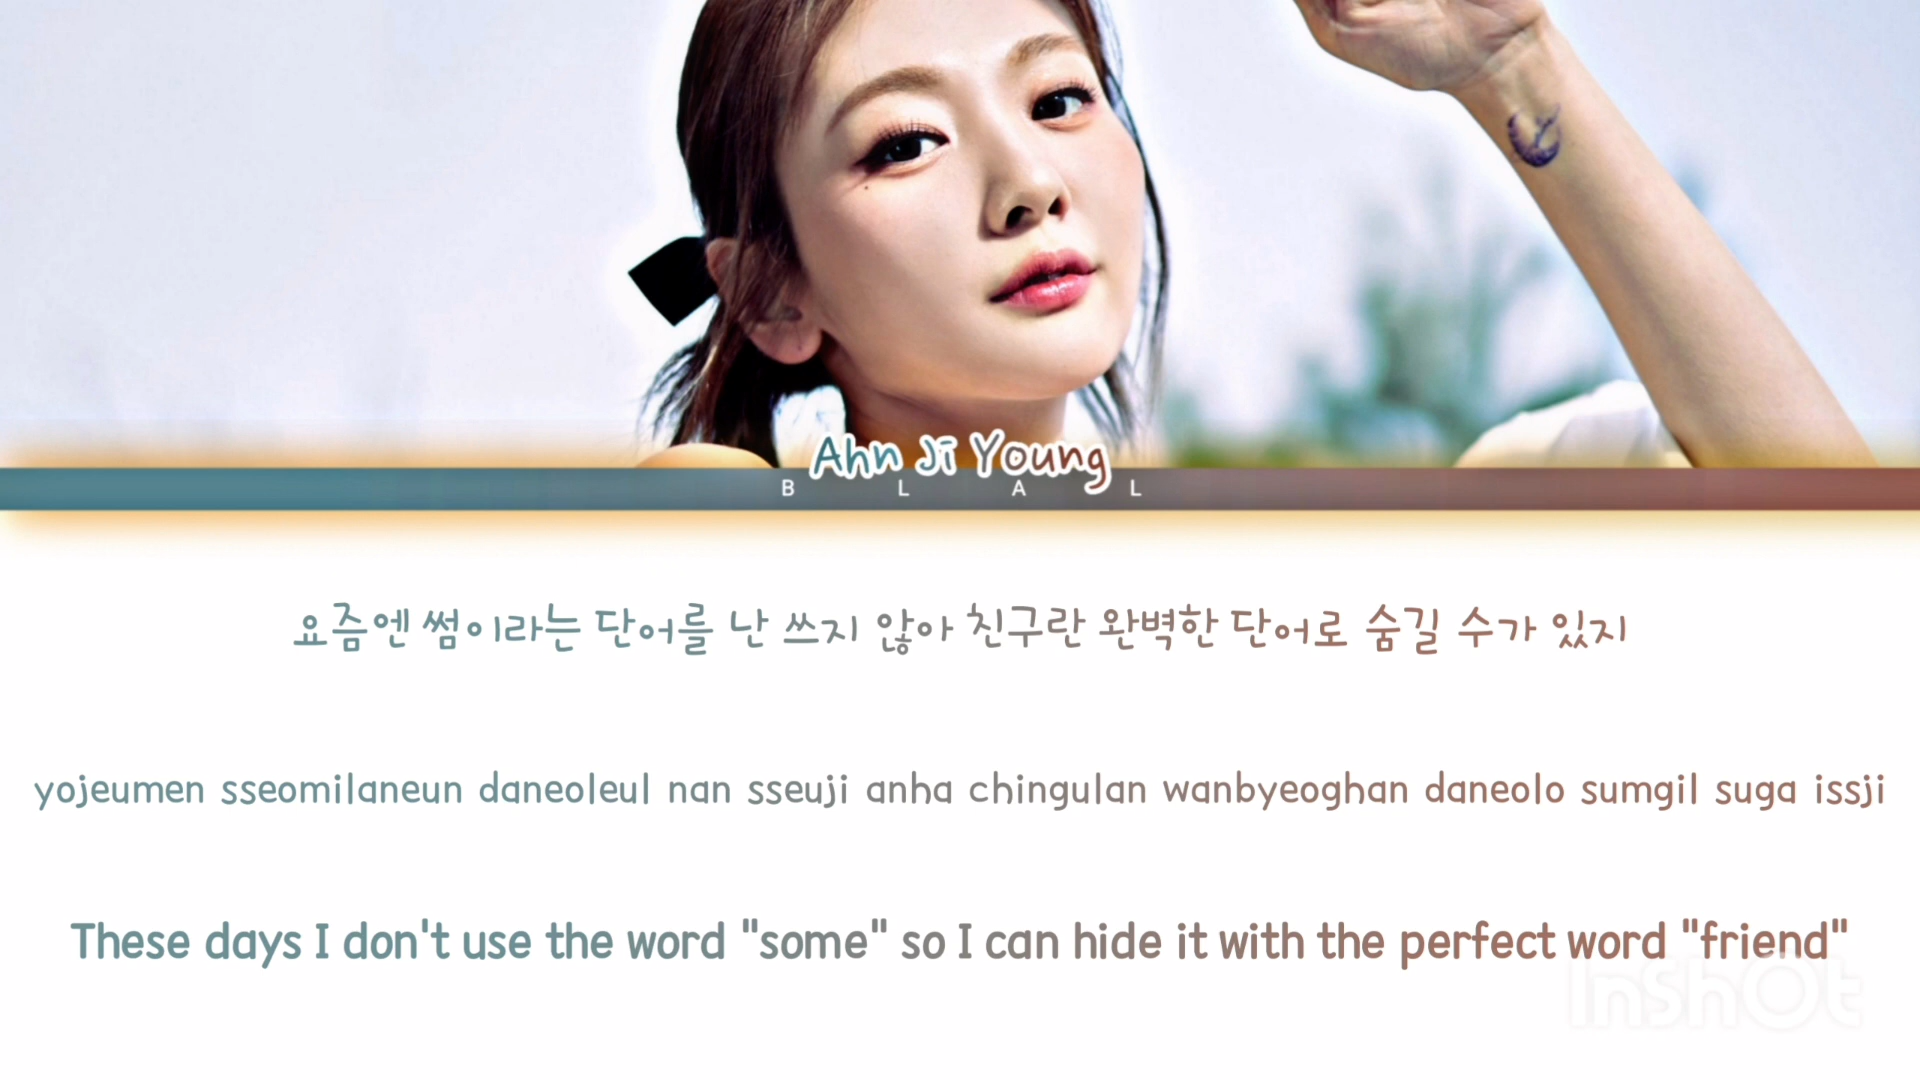 Ahn Ji Young
B L A L
요즘엔 썸이라는 단어를 난 쓰지 않아 친구란 완벽한 단어로 숨길 수가 있지
yojeumen sseomilaneun daneoleul nan sseuji anha chingulan wanbyeoghan daneolo sumgil suga issji
These days I don't use the word "some" so I can hide it with the perfect word "friend"
InShOt